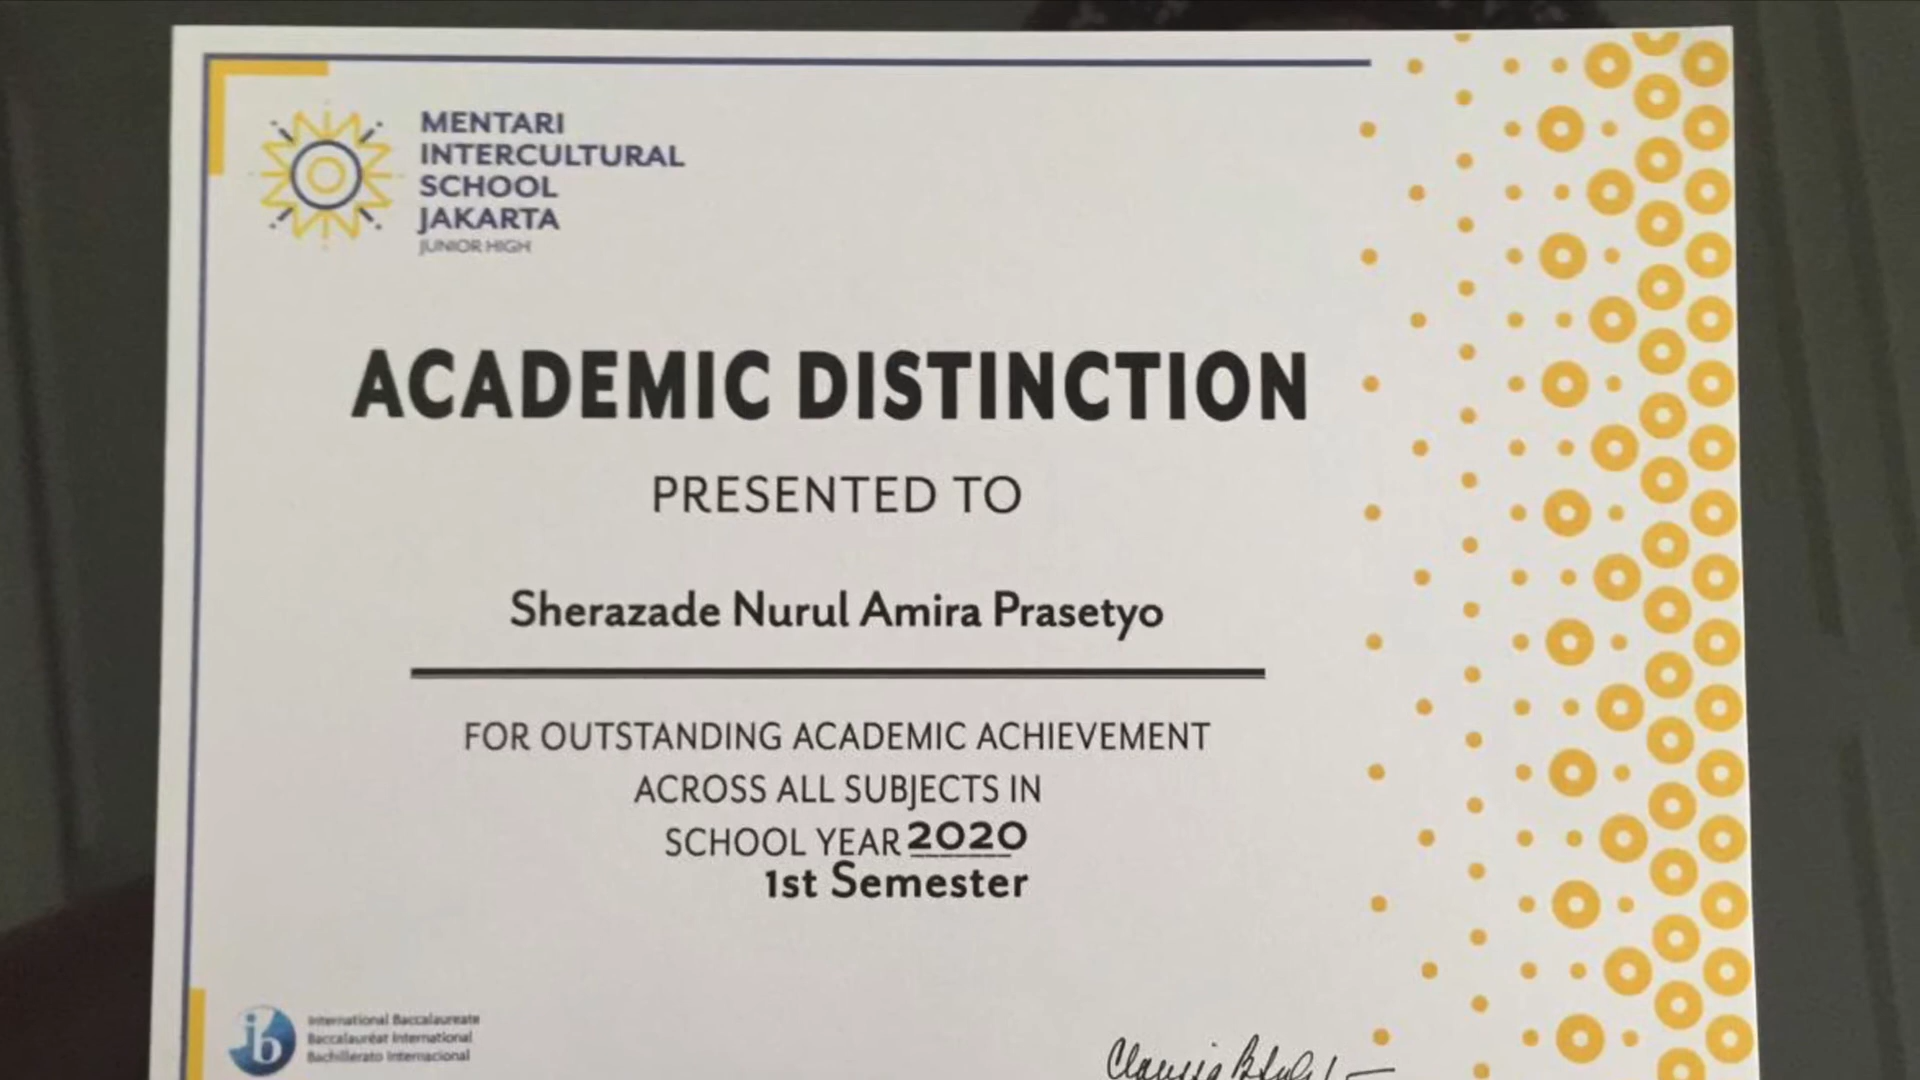 MENTARI
INTERCULTURAL
SCHOOL
JAKARTA
JUNIOR HIGH
ACADEMIC DISTINCTION
PRESENTED TO
Sherazade Nurul Amira Prasetyo
FOR OUTSTANDING ACADEMIC ACHIEVEMENT
ACROSS ALL SUBJECTS IN
SCHOOL YEAR 2020
1st Semester
ib
International Baccalaureate
Baccalauréat International
Bachillerato Internacional